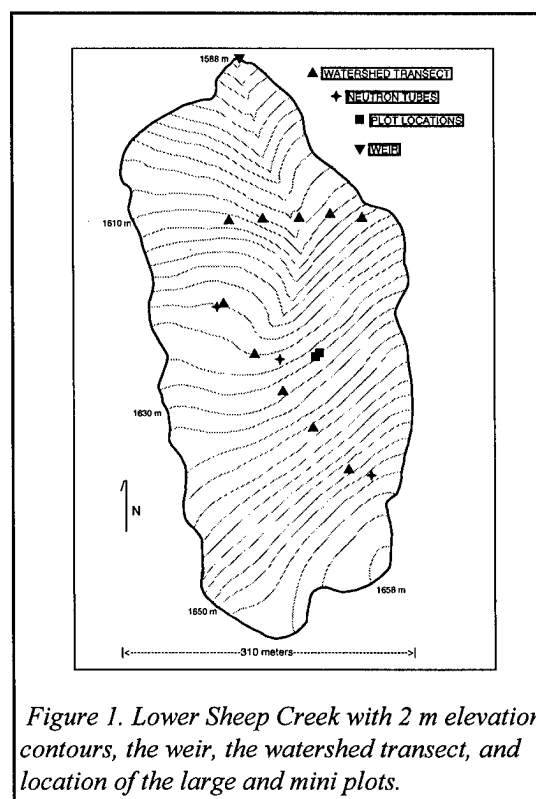 1588 m
WATERSHED TRANSECT
NEUTRON TUBES
PLOT LOCATIONS
WEIR
1610 m
1630 m
N
1650 m
1658 m
310 meters
Figure 1. Lower Sheep Creek with 2 m elevation
contours, the weir, the watershed transect, and
location of the large and mini plots.